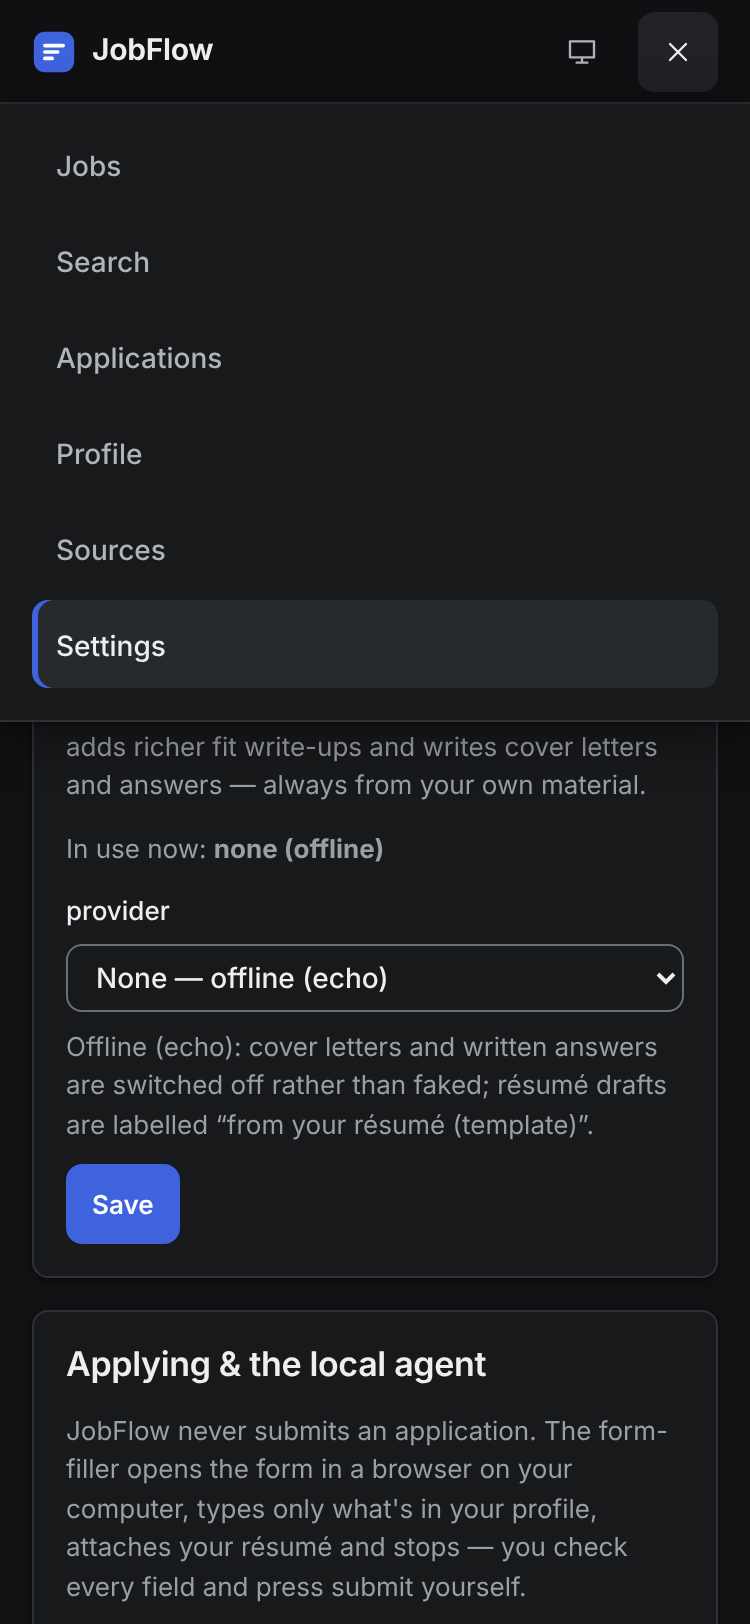 JobFlow
Jobs
Search
Applications
Profile
Sources
Settings
adds richer fit write-ups and writes cover letters
and answers — always from your own material.
In use now: none (offline)
provider
None — offline (echo)
Offline (echo): cover letters and written answers
are switched off rather than faked; résumé drafts
are labelled “from your résumé (template)”.
Save
Applying & the local agent
JobFlow never submits an application. The form-
filler opens the form in a browser on your
computer, types only what's in your profile,
attaches your résumé and stops — you check
every field and press submit yourself.